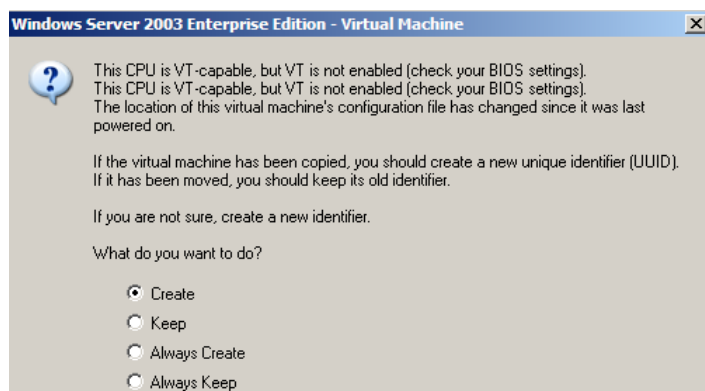 Windows Server 2003 Enterprise Edition - Virtual Machine
This CPU is VT-capable, but VT is not enabled (check your BIOS settings).
This CPU is VT-capable, but VT is not enabled (check your BIOS settings).
The location of this virtual machine's configuration file has changed since it was last
powered on.
If the virtual machine has been copied, you should create a new unique identifier (UUID).
If it has been moved, you should keep its old identifier.
If you are not sure, create a new identifier.
What do you want to do?
Create
Keep
Always Create
Always Keep